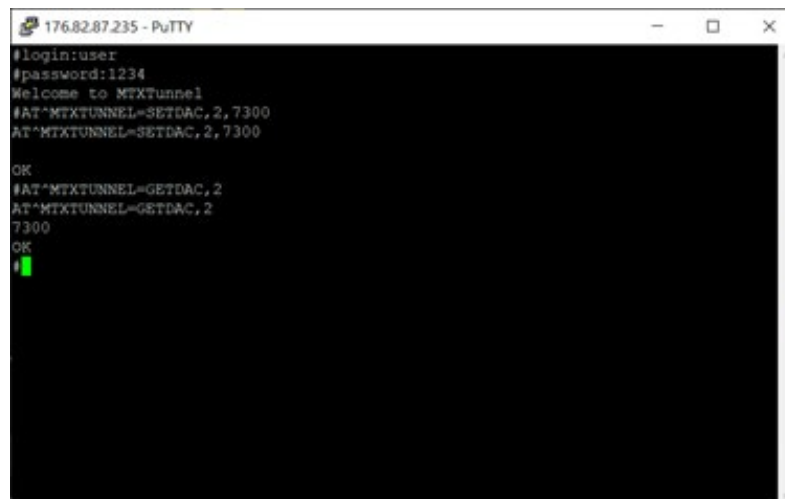 176.82.87.235 - PuTTY
#login:user
#password:1234
Welcome to MTXTunnel
#AT^MTXTUNNEL=SETDAC,2,7300
AT^MTXTUNNEL=SETDAC,2,7300
OK
#AT^MTXTUNNEL=GETDAC,2
AT^MTXTUNNEL=GETDAC,2
7300
OK
#